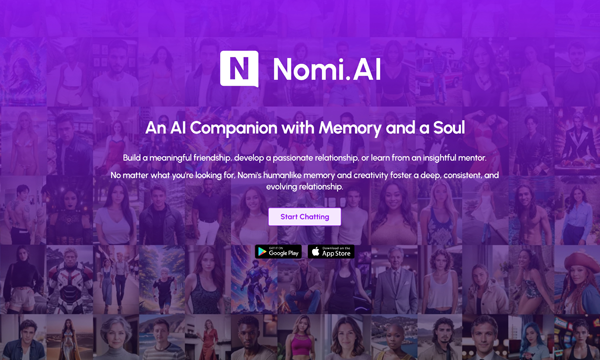 N Nomi.AI
An AI Companion with Memory and a Soul
Build a meaningful friendship, develop a passionate relationship, or learn from an insightful mentor.
No matter what you're looking for, Nomi's humanlike memory and creativity foster a deep, consistent, and
evolving relationship.
Start Chatting
GET IT ON
Google Play
Download on the
App Store